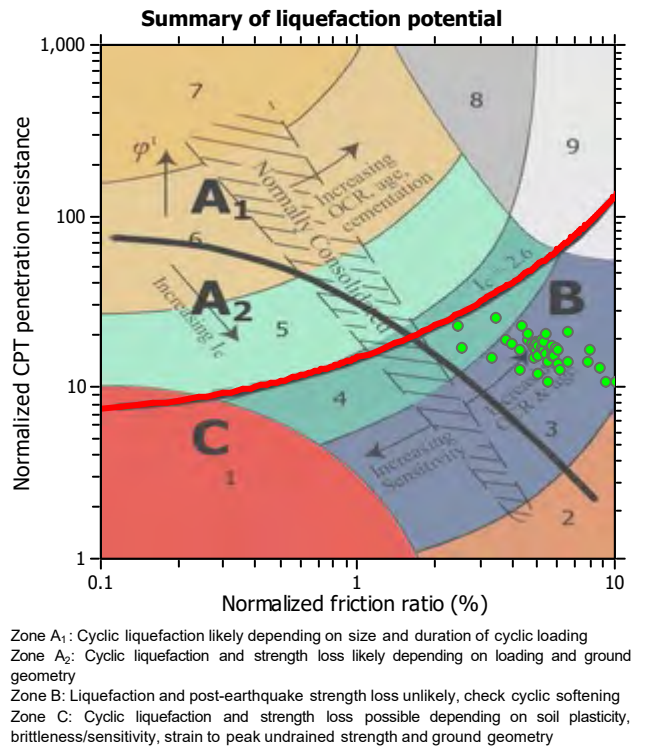 Summary of liquefaction potential
1,000
100
10
1
Normalized CPT penetration resistance
7
8
9
φ'
A1
Increasing
OCR, age,
cementation
Normally Consolidated
6
Ic = 2.6
A2
Increasing Ic
B
5
4
C
Increasing
Sensitivity
Increasing
OCR & age
3
1
2
0.1
1
10
Normalized friction ratio (%)
Zone A1: Cyclic liquefaction likely depending on size and duration of cyclic loading
Zone A2: Cyclic liquefaction and strength loss likely depending on loading and ground
geometry
Zone B: Liquefaction and post-earthquake strength loss unlikely, check cyclic softening
Zone C: Cyclic liquefaction and strength loss possible depending on soil plasticity,
brittleness/sensitivity, strain to peak undrained strength and ground geometry